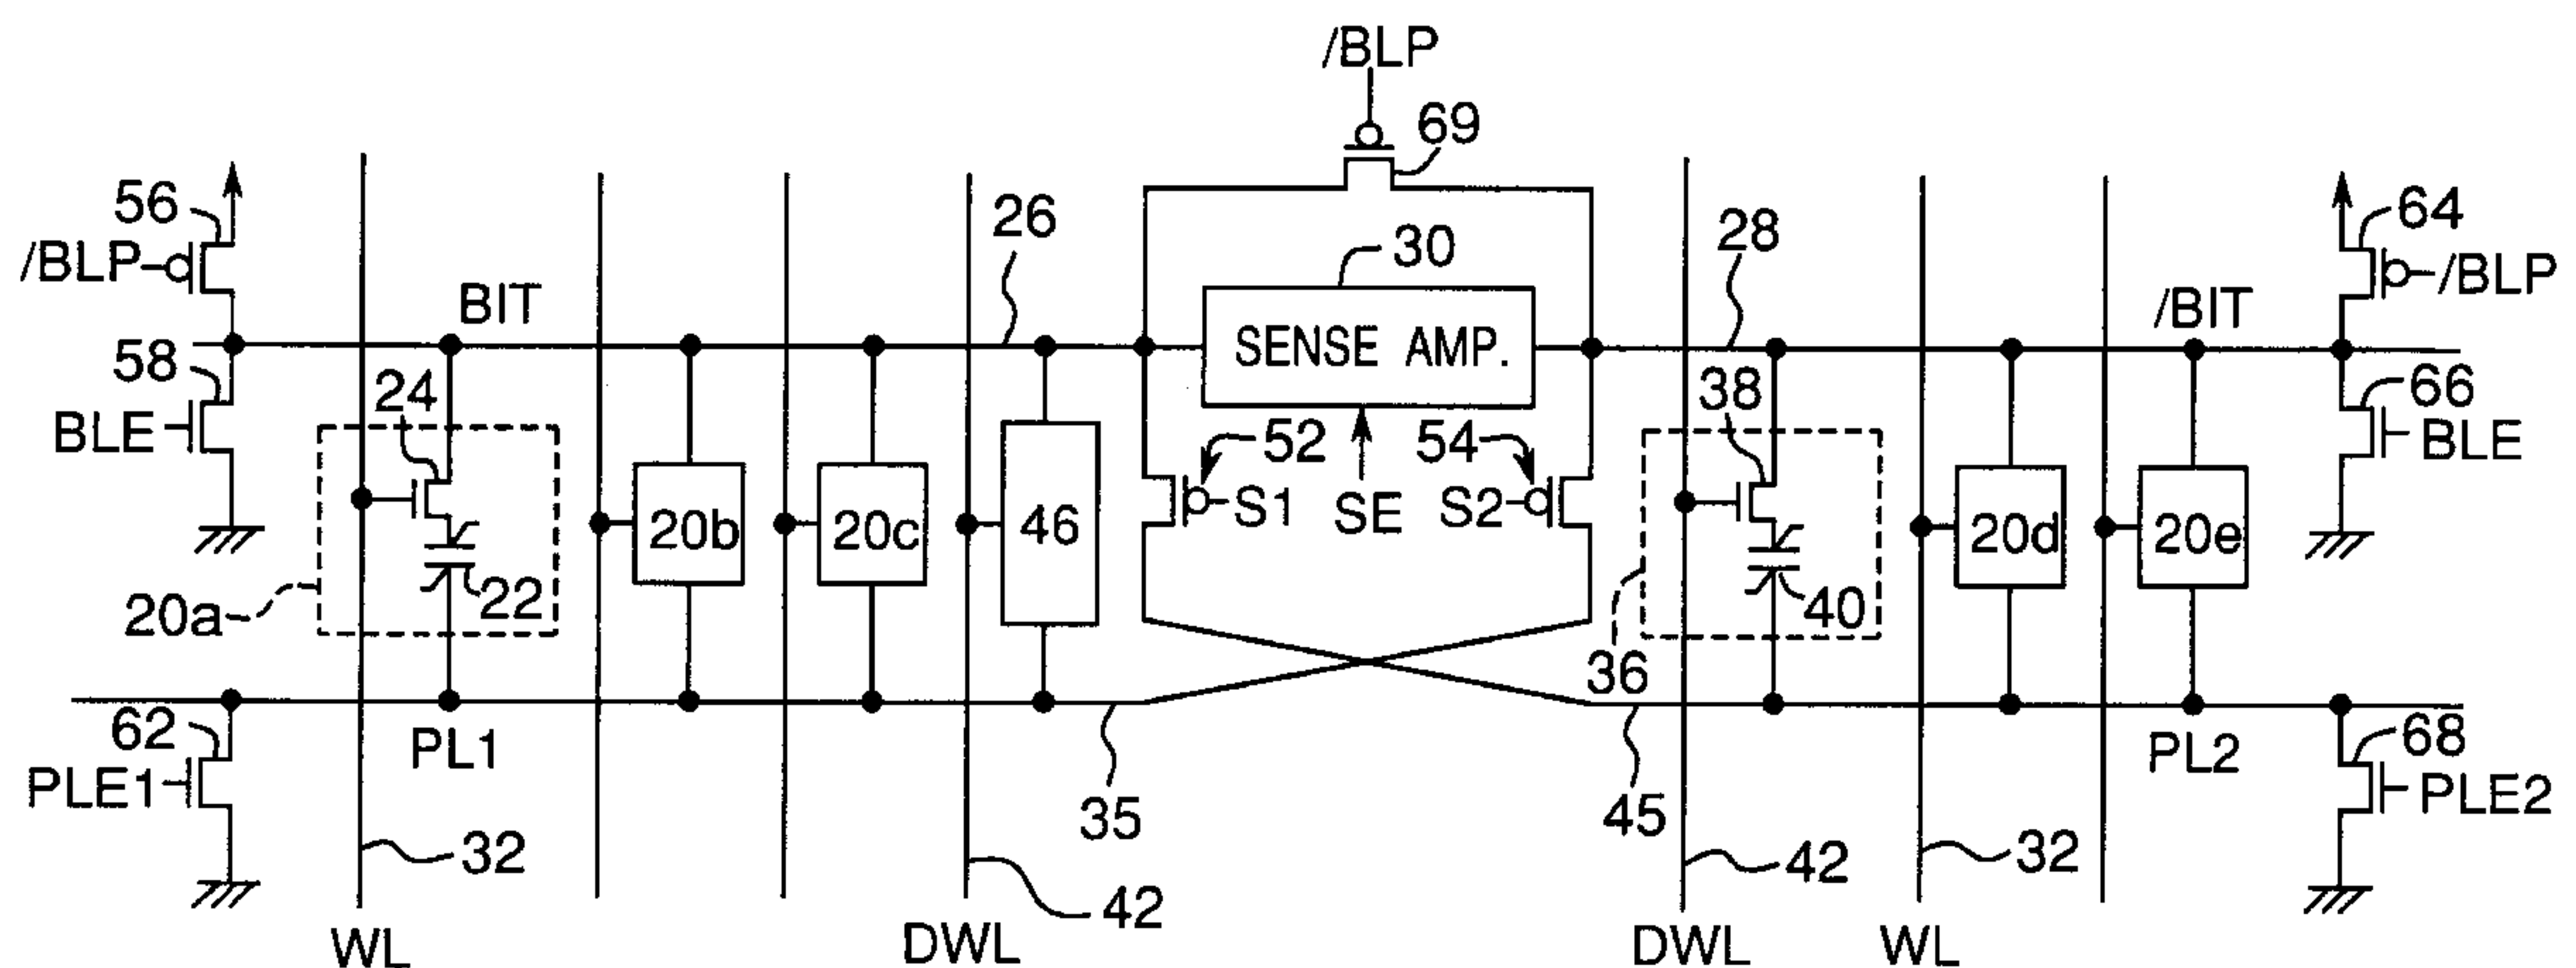 /BLP
69
56
26
30
28
64
/BLP
BIT
/BIT
/BLP
SENSE AMP.
58
24
38
66
BLE
52
54
BLE
S1
SE
S2
20b
20c
46
20d
20e
22
40
20a
36
62
PL1
PL2
68
PLE1
PLE2
35
45
32
42
42
32
WL
DWL
DWL
WL